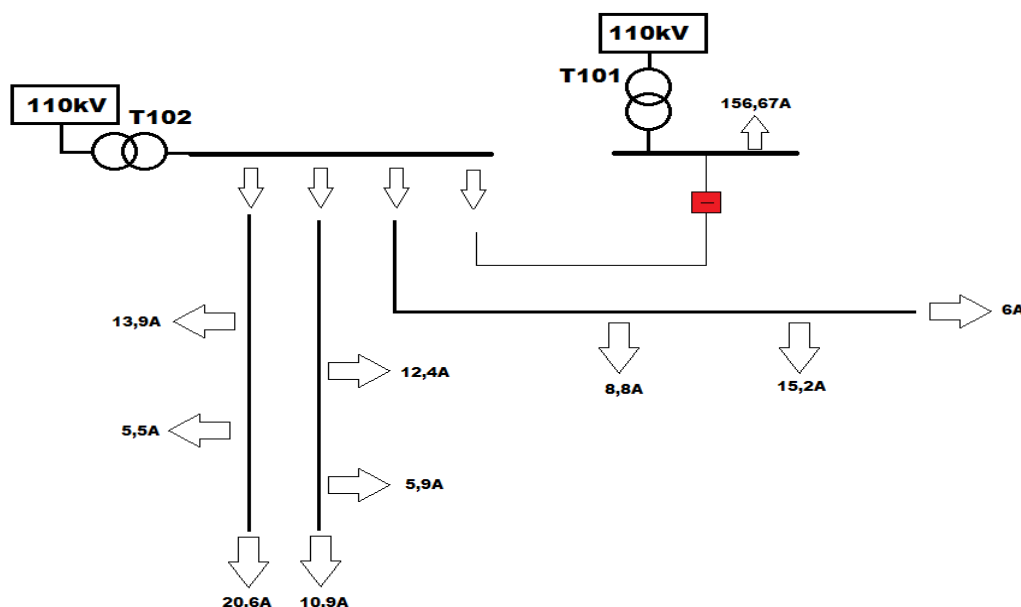 110kV
T101
156,67A
110kV
T102
13,9A
12,4A
5,5A
5,9A
20,6A
10,9A
8,8A
15,2A
6A